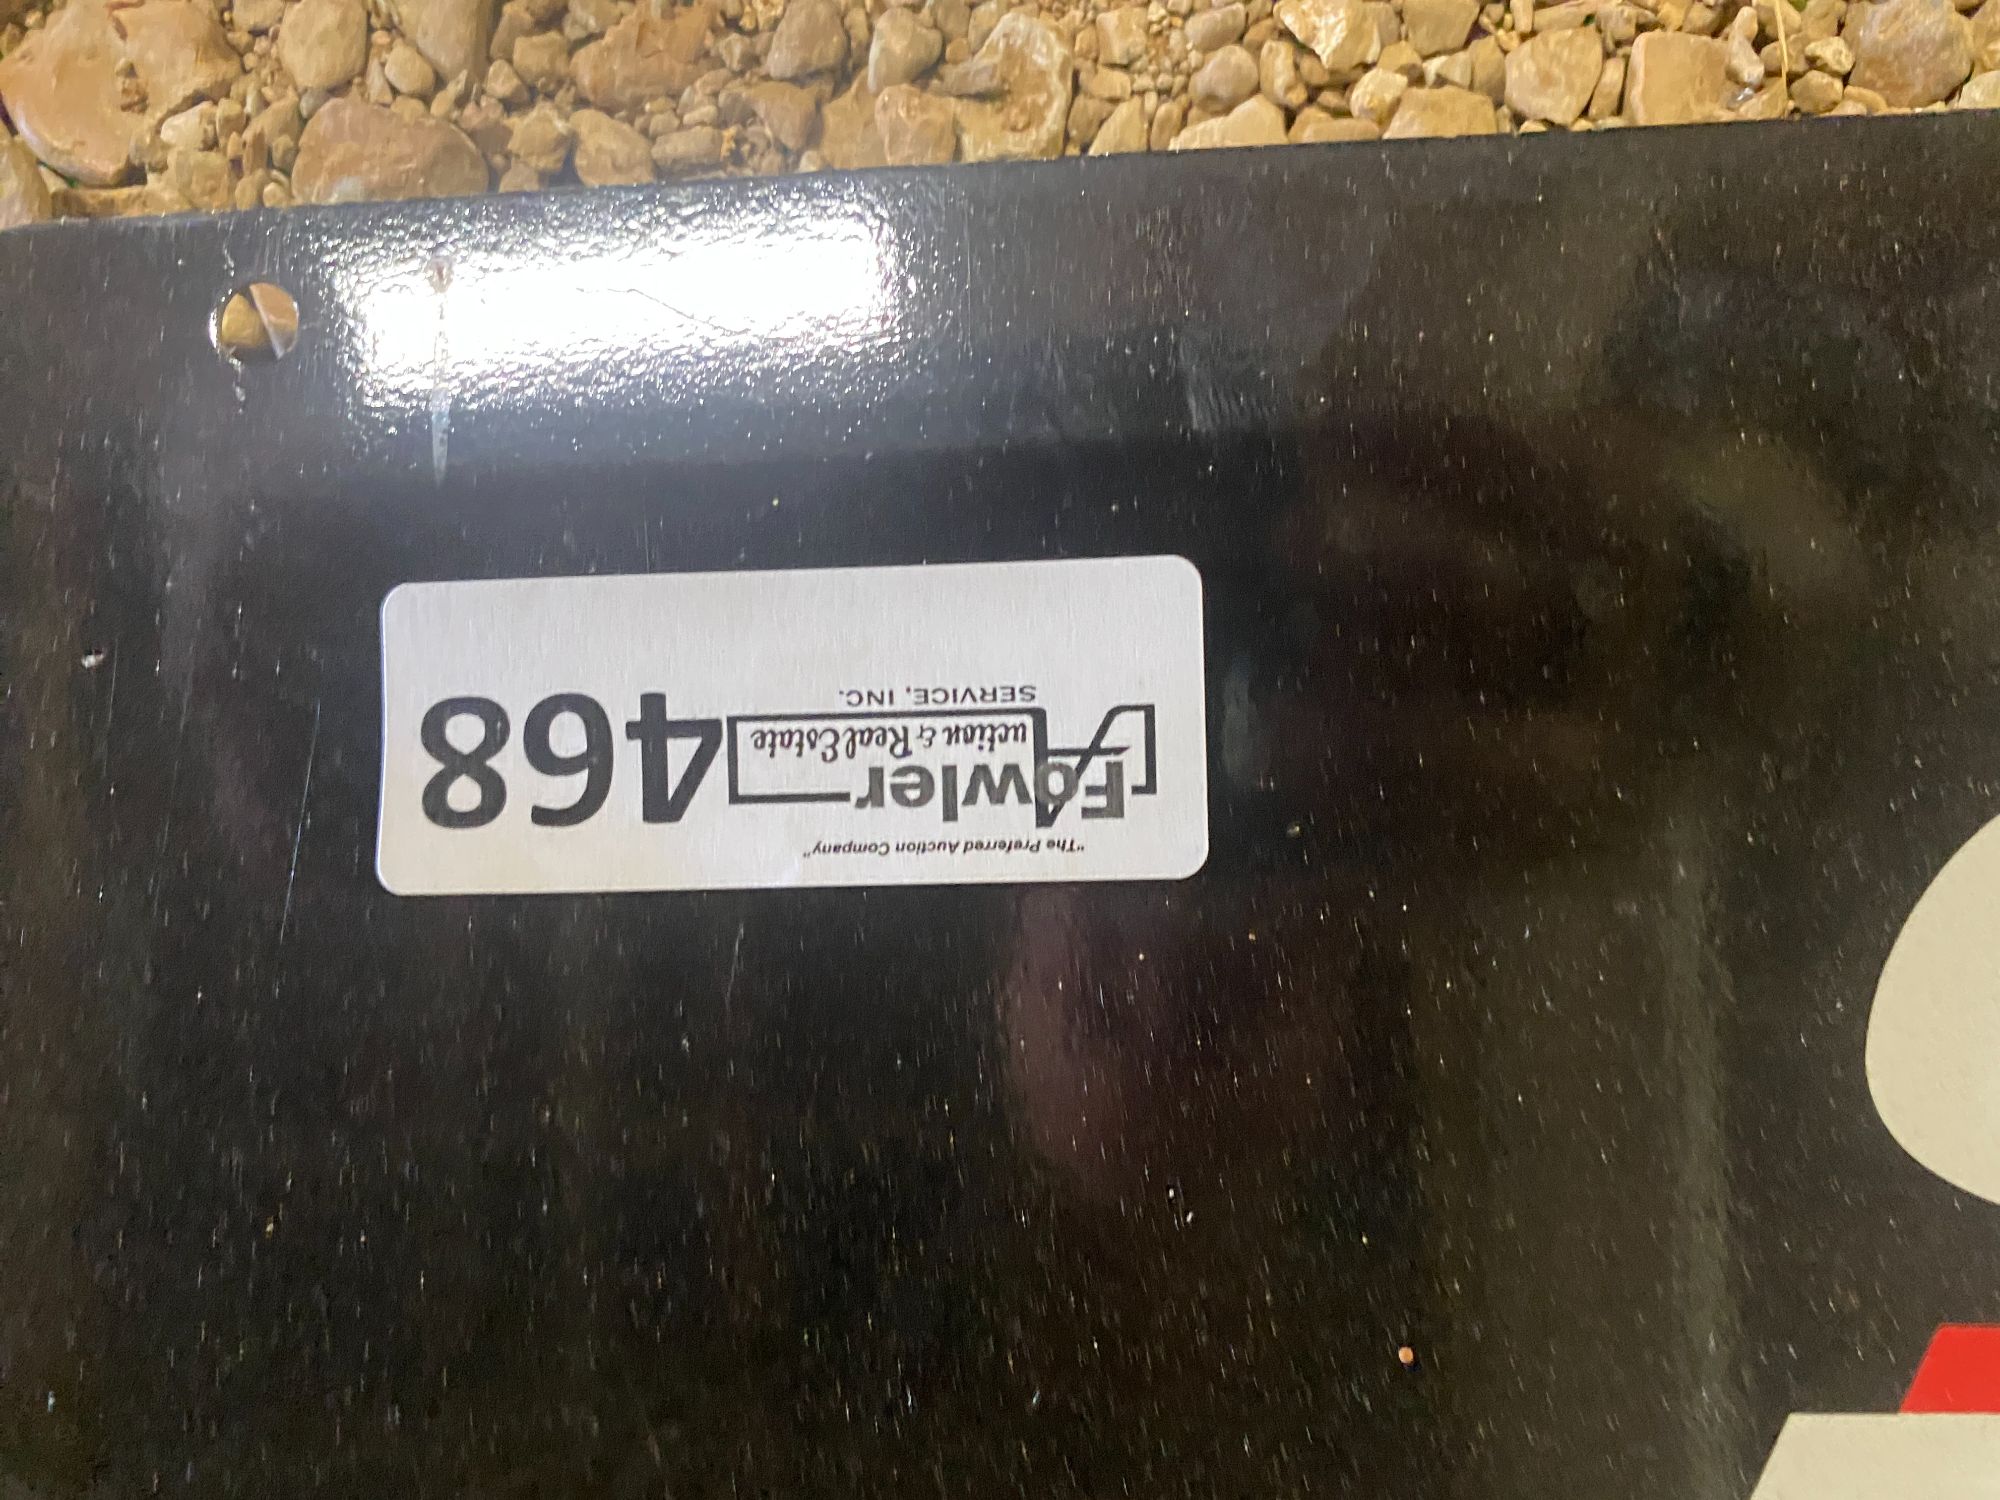 "The Preferred Auction Company"
Fowler
Auction & Real Estate
SERVICE, INC.
468